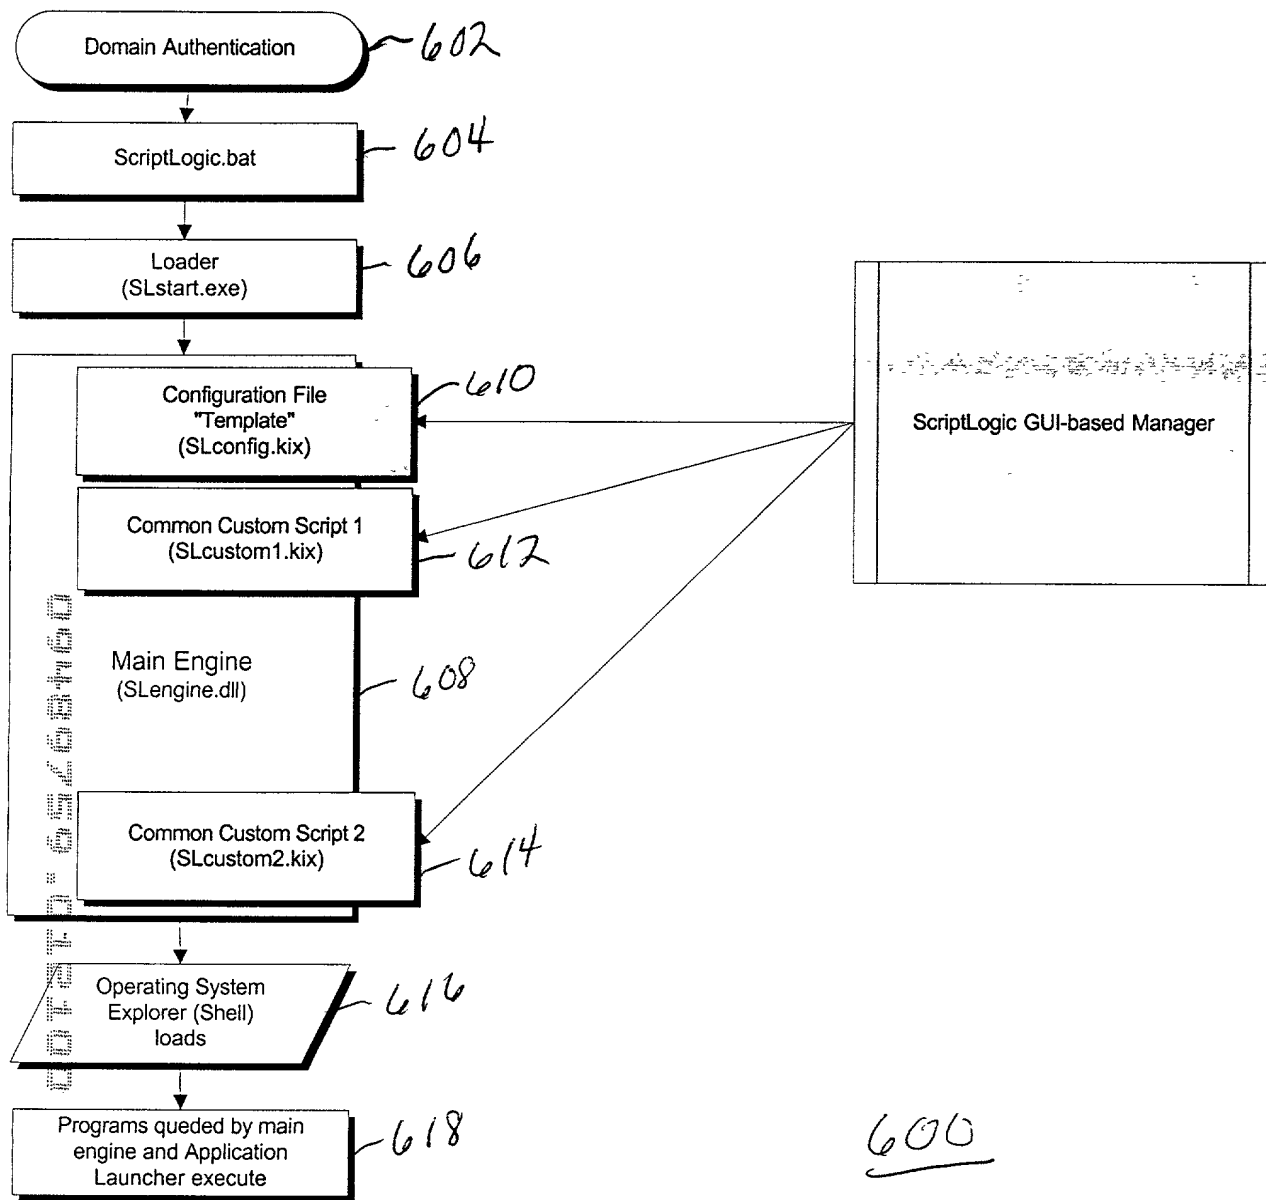 Domain Authentication
602
ScriptLogic.bat
604
Loader
(SLstart.exe)
606
Configuration File
"Template"
(SLconfig.kix)
610
ScriptLogic GUI-based Manager
Common Custom Script 1
(SLcustom1.kix)
612
Main Engine
(SLengine.dll)
608
Common Custom Script 2
(SLcustom2.kix)
614
Operating System
Explorer (Shell)
loads
616
Programs queded by main
engine and Application
Launcher execute
618
600